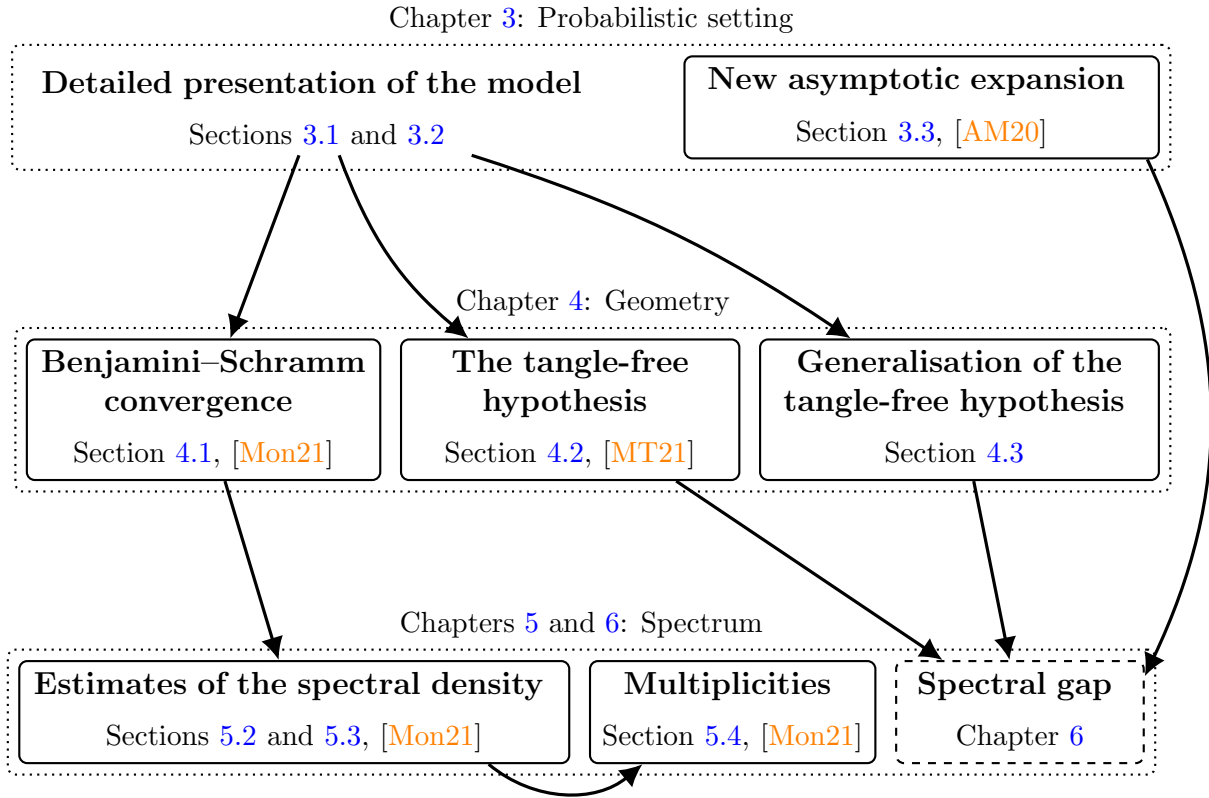 Chapter 3: Probabilistic setting
Detailed presentation of the model
Sections 3.1 and 3.2
New asymptotic expansion
Section 3.3, [AM20]
Chapter 4: Geometry
Benjamini–Schramm
convergence
Section 4.1, [Mon21]
The tangle-free
hypothesis
Section 4.2, [MT21]
Generalisation of the
tangle-free hypothesis
Section 4.3
Chapters 5 and 6: Spectrum
Estimates of the spectral density
Sections 5.2 and 5.3, [Mon21]
Multiplicities
Section 5.4, [Mon21]
Spectral gap
Chapter 6